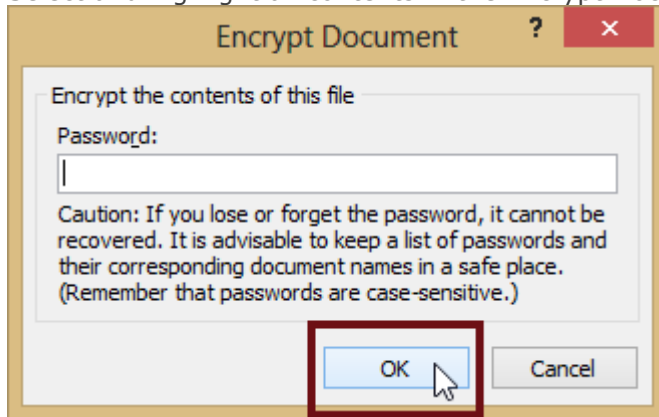 Encrypt Document
?
×
Encrypt the contents of this file
Password:
Caution: If you lose or forget the password, it cannot be
recovered. It is advisable to keep a list of passwords and
their corresponding document names in a safe place.
(Remember that passwords are case-sensitive.)
OK
Cancel